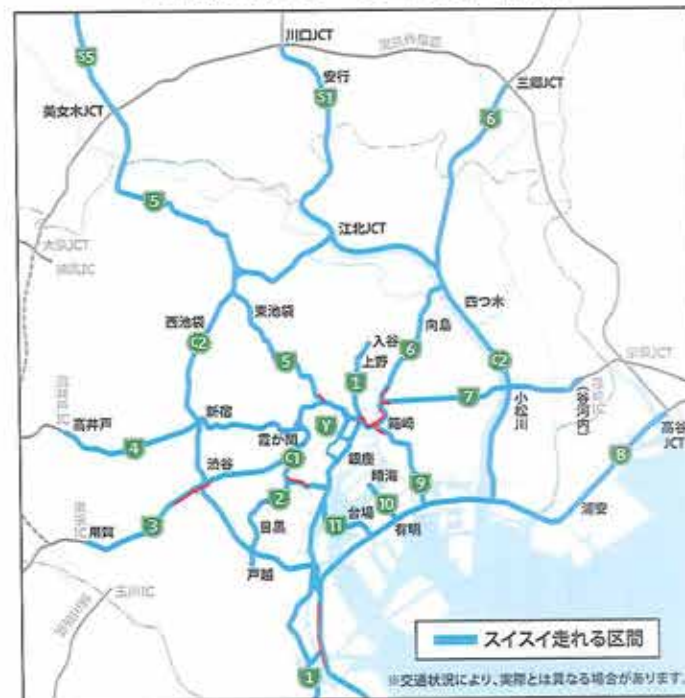 川口JCT
S5
安行
S1
三郷JCT
美女木JCT
6
5
江北JCT
大泉JCT
四つ木
東池袋
西池袋
C2
入谷
向島
上野
6
C2
5
1
7
小松川
(谷河内)
高井戸
新宿
Y
箱崎
高谷
JCT
4
霞が関
C1
銀座
8
渋谷
晴海
2
9
10
用賀
3
目黒
台場
11
有明
浦安
戸越
玉川IC
スイスイ走れる区間
1
※交通状況により、実際とは異なる場合があります。